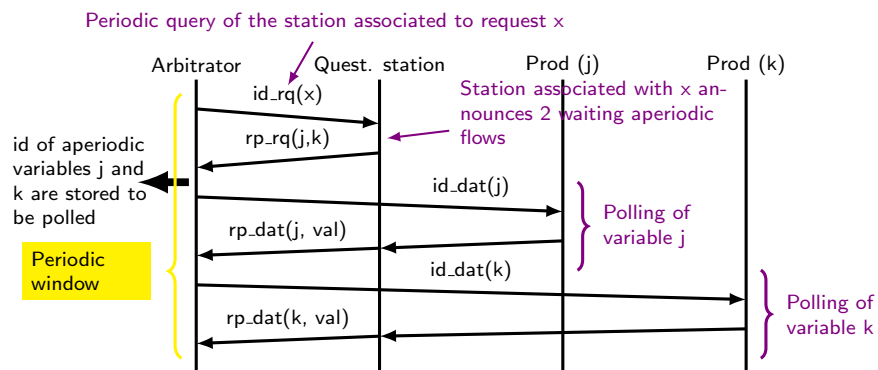 Periodic query of the station associated to request x
Arbitrator
Quest. station
Prod (j)
Prod (k)
id_rq(x)
Station associated with x an-
nounces 2 waiting aperiodic
flows
rp_rq(j,k)
id of aperiodic
variables j and
k are stored to
be polled
id_dat(j)
Polling of
variable j
rp_dat(j, val)
Periodic
window
id_dat(k)
Polling of
variable k
rp_dat(k, val)